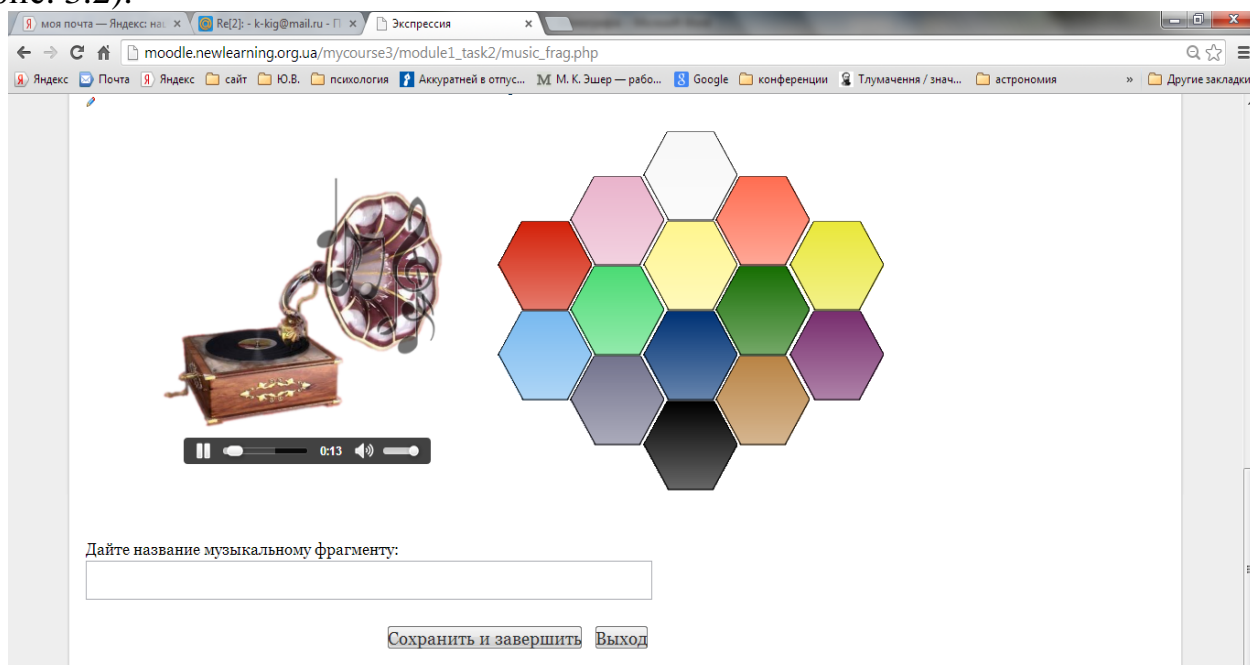 рис. 3.2).
моя почта — Яндекс: наш
Re[2]: - k-kig@mail.ru - П
Экспрессия
moodle.newlearning.org.ua/mycourse3/module1_task2/music_frag.php
Яндекс Почта Яндекс сайт Ю.В. психология Аккуратней в отпус... М. К. Эшер — рабо... Google конференции Тлумачення / знач... астрономия » Другие закладки
0:13
Дайте название музыкальному фрагменту:
Сохранить и завершить Выход